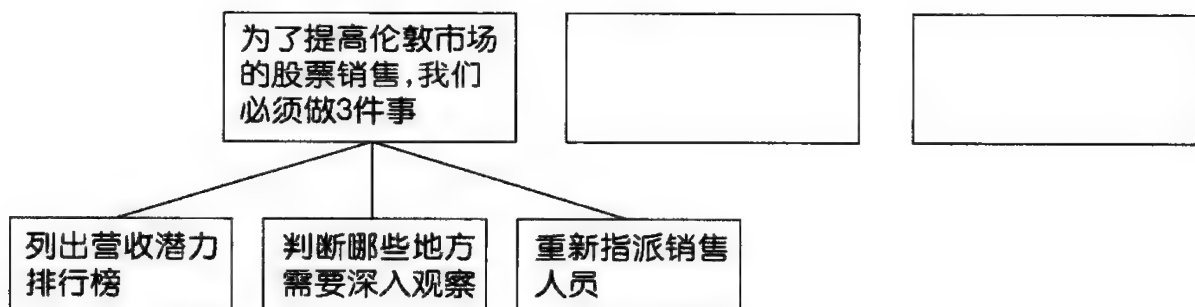 为了提高伦敦市场
的股票销售,我们
必须做3件事
列出营收潜力
排行榜
判断哪些地方
需要深入观察
重新指派销售
人员